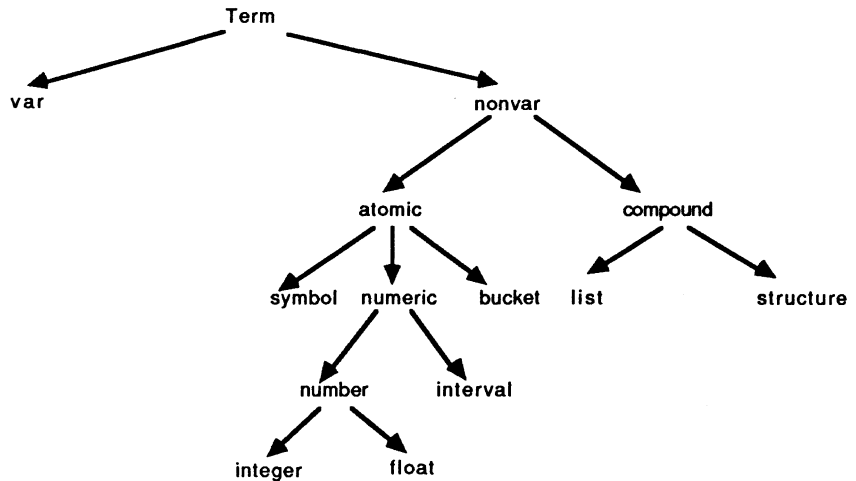 Term
var
nonvar
atomic
compound
symbol numeric bucket list structure
number interval
integer float